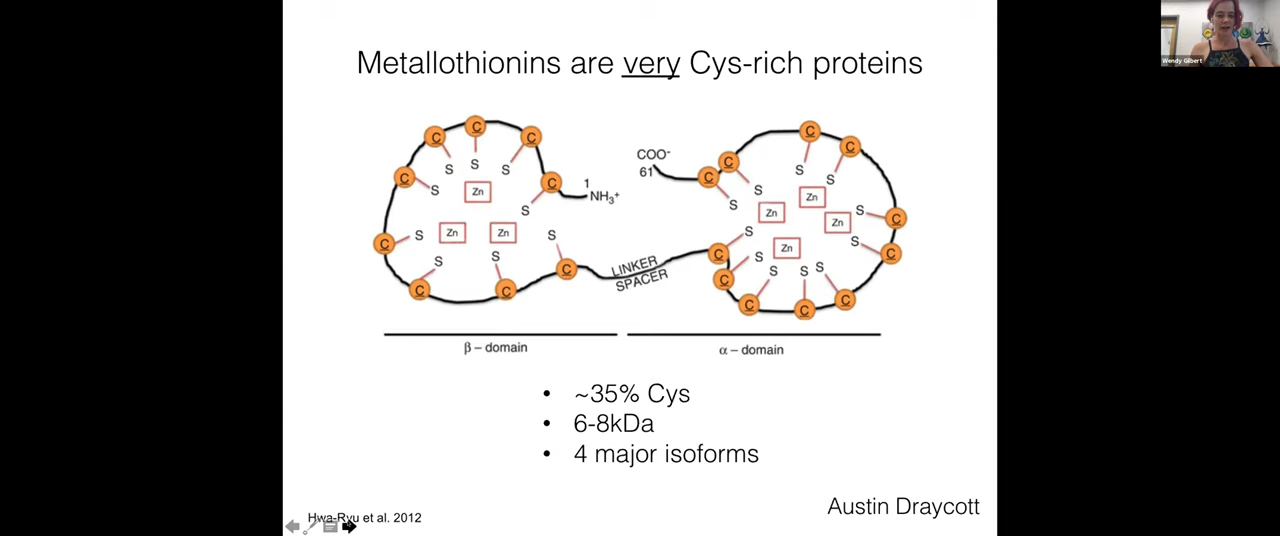 Metallothionins are very Cys-rich proteins
Wendy Gilbert
C
C
C
C
C
C
C
C
C
S
S
S
S
S
S
S
S
S
Zn
Zn
Zn
1
NH₃⁺
COO⁻
61
LINKER
SPACER
C
C
C
C
C
C
C
C
C
C
C
S
S
S
S
S
S
S
S
S
S
S
Zn
Zn
Zn
Zn
β – domain
α – domain
• ~35% Cys
• 6-8kDa
• 4 major isoforms
Austin Draycott
Hwa-Ryu et al. 2012